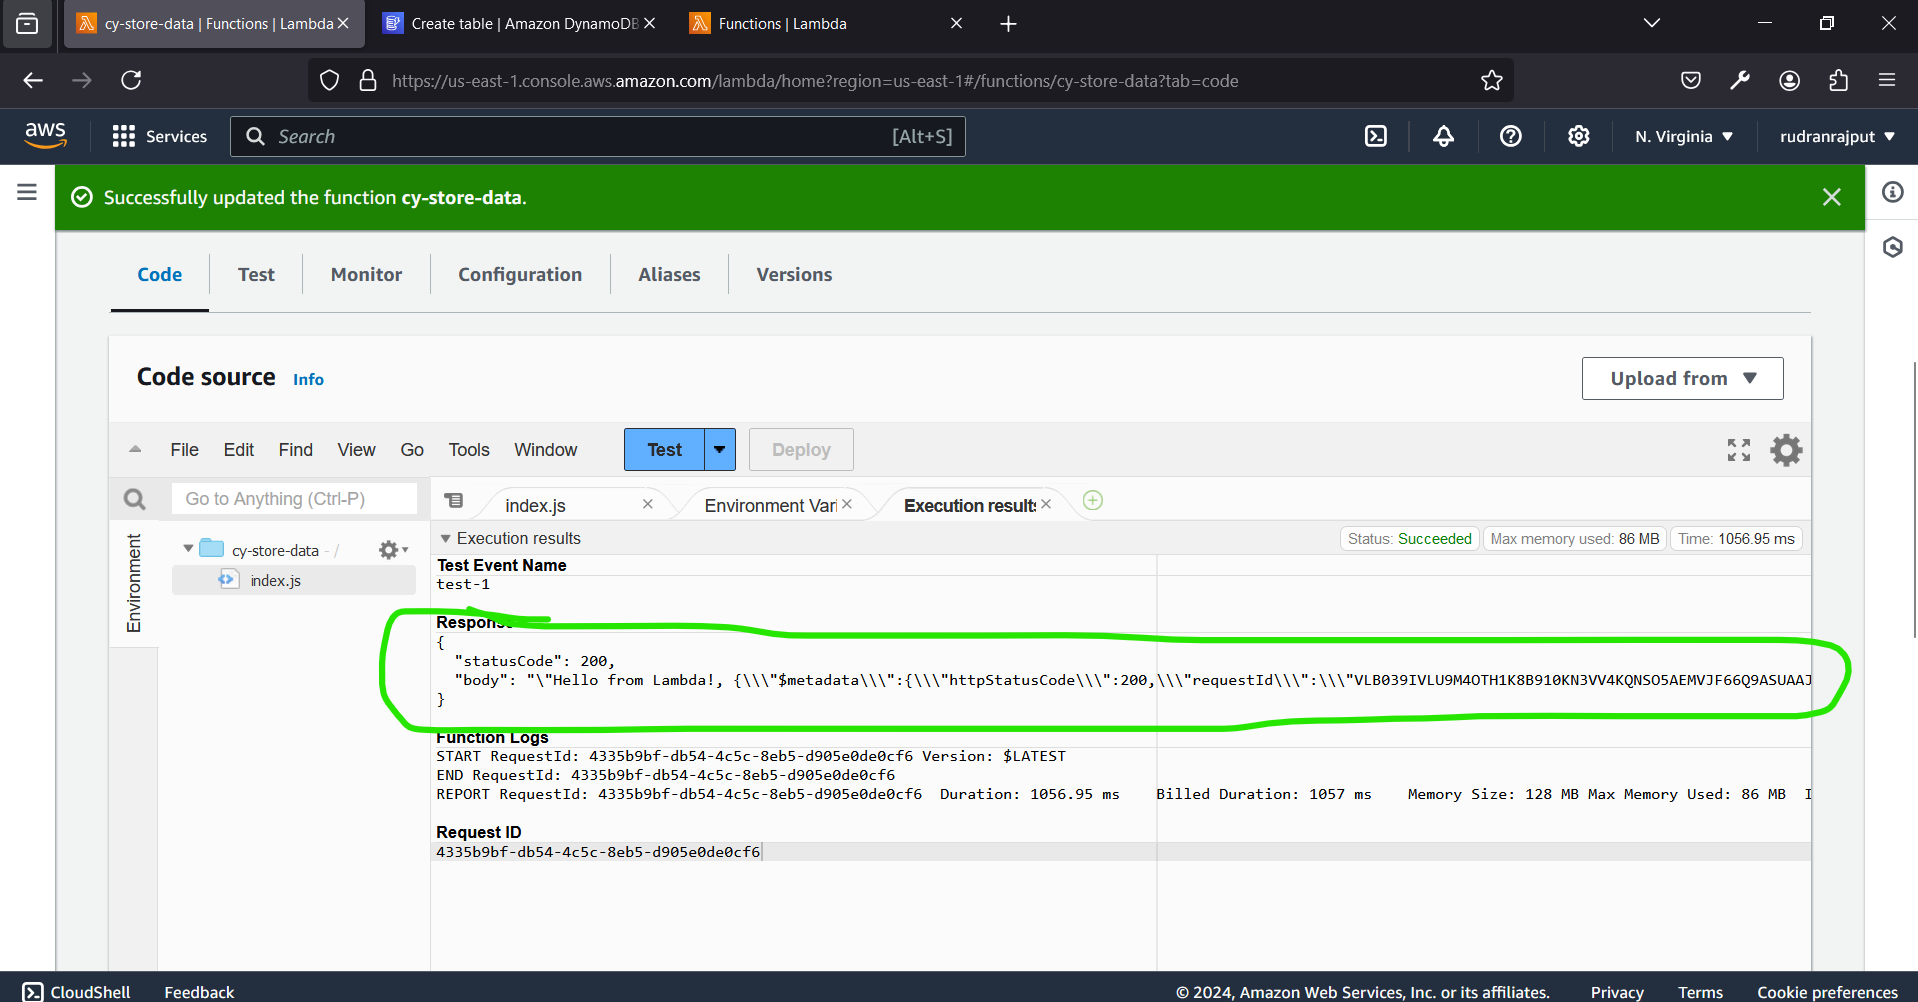 cy-store-data | Functions | Lambda
Create table | Amazon DynamoDB
Functions | Lambda
https://us-east-1.console.aws.amazon.com/lambda/home?region=us-east-1#/functions/cy-store-data?tab=code
aws
Services
Search
[Alt+S]
N. Virginia
rudranrajput
Successfully updated the function cy-store-data.
Code
Test
Monitor
Configuration
Aliases
Versions
Code source
Info
Upload from
File
Edit
Find
View
Go
Tools
Window
Test
Deploy
Go to Anything (Ctrl-P)
index.js
Environment Vari
Execution results
Environment
cy-store-data - /
index.js
Execution results
Status: Succeeded
Max memory used: 86 MB
Time: 1056.95 ms
Test Event Name
test-1
Response
{
"statusCode": 200,
"body": "\"Hello from Lambda!, {\\\"$metadata\\\":{\\\"httpStatusCode\\\":200,\\\"requestId\\\":\\\"VLB039IVLU9M4OTH1K8B910KN3VV4KQNSO5AEMVJF66Q9ASUAAJ
}
Function Logs
START RequestId: 4335b9bf-db54-4c5c-8eb5-d905e0de0cf6 Version: $LATEST
END RequestId: 4335b9bf-db54-4c5c-8eb5-d905e0de0cf6
REPORT RequestId: 4335b9bf-db54-4c5c-8eb5-d905e0de0cf6 Duration: 1056.95 ms Billed Duration: 1057 ms Memory Size: 128 MB Max Memory Used: 86 MB I
Request ID
4335b9bf-db54-4c5c-8eb5-d905e0de0cf6
CloudShell
Feedback
© 2024, Amazon Web Services, Inc. or its affiliates.
Privacy
Terms
Cookie preferences